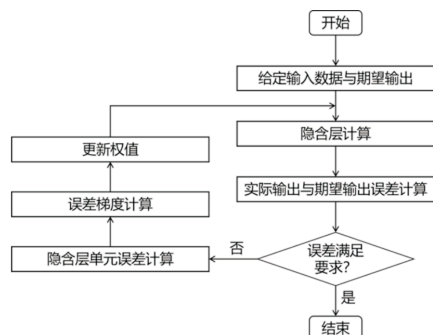 开始
给定输入数据与期望输出
隐含层计算
实际输出与期望输出误差计算
误差满足
要求?
否
是
隐含层单元误差计算
误差梯度计算
更新权值
结束